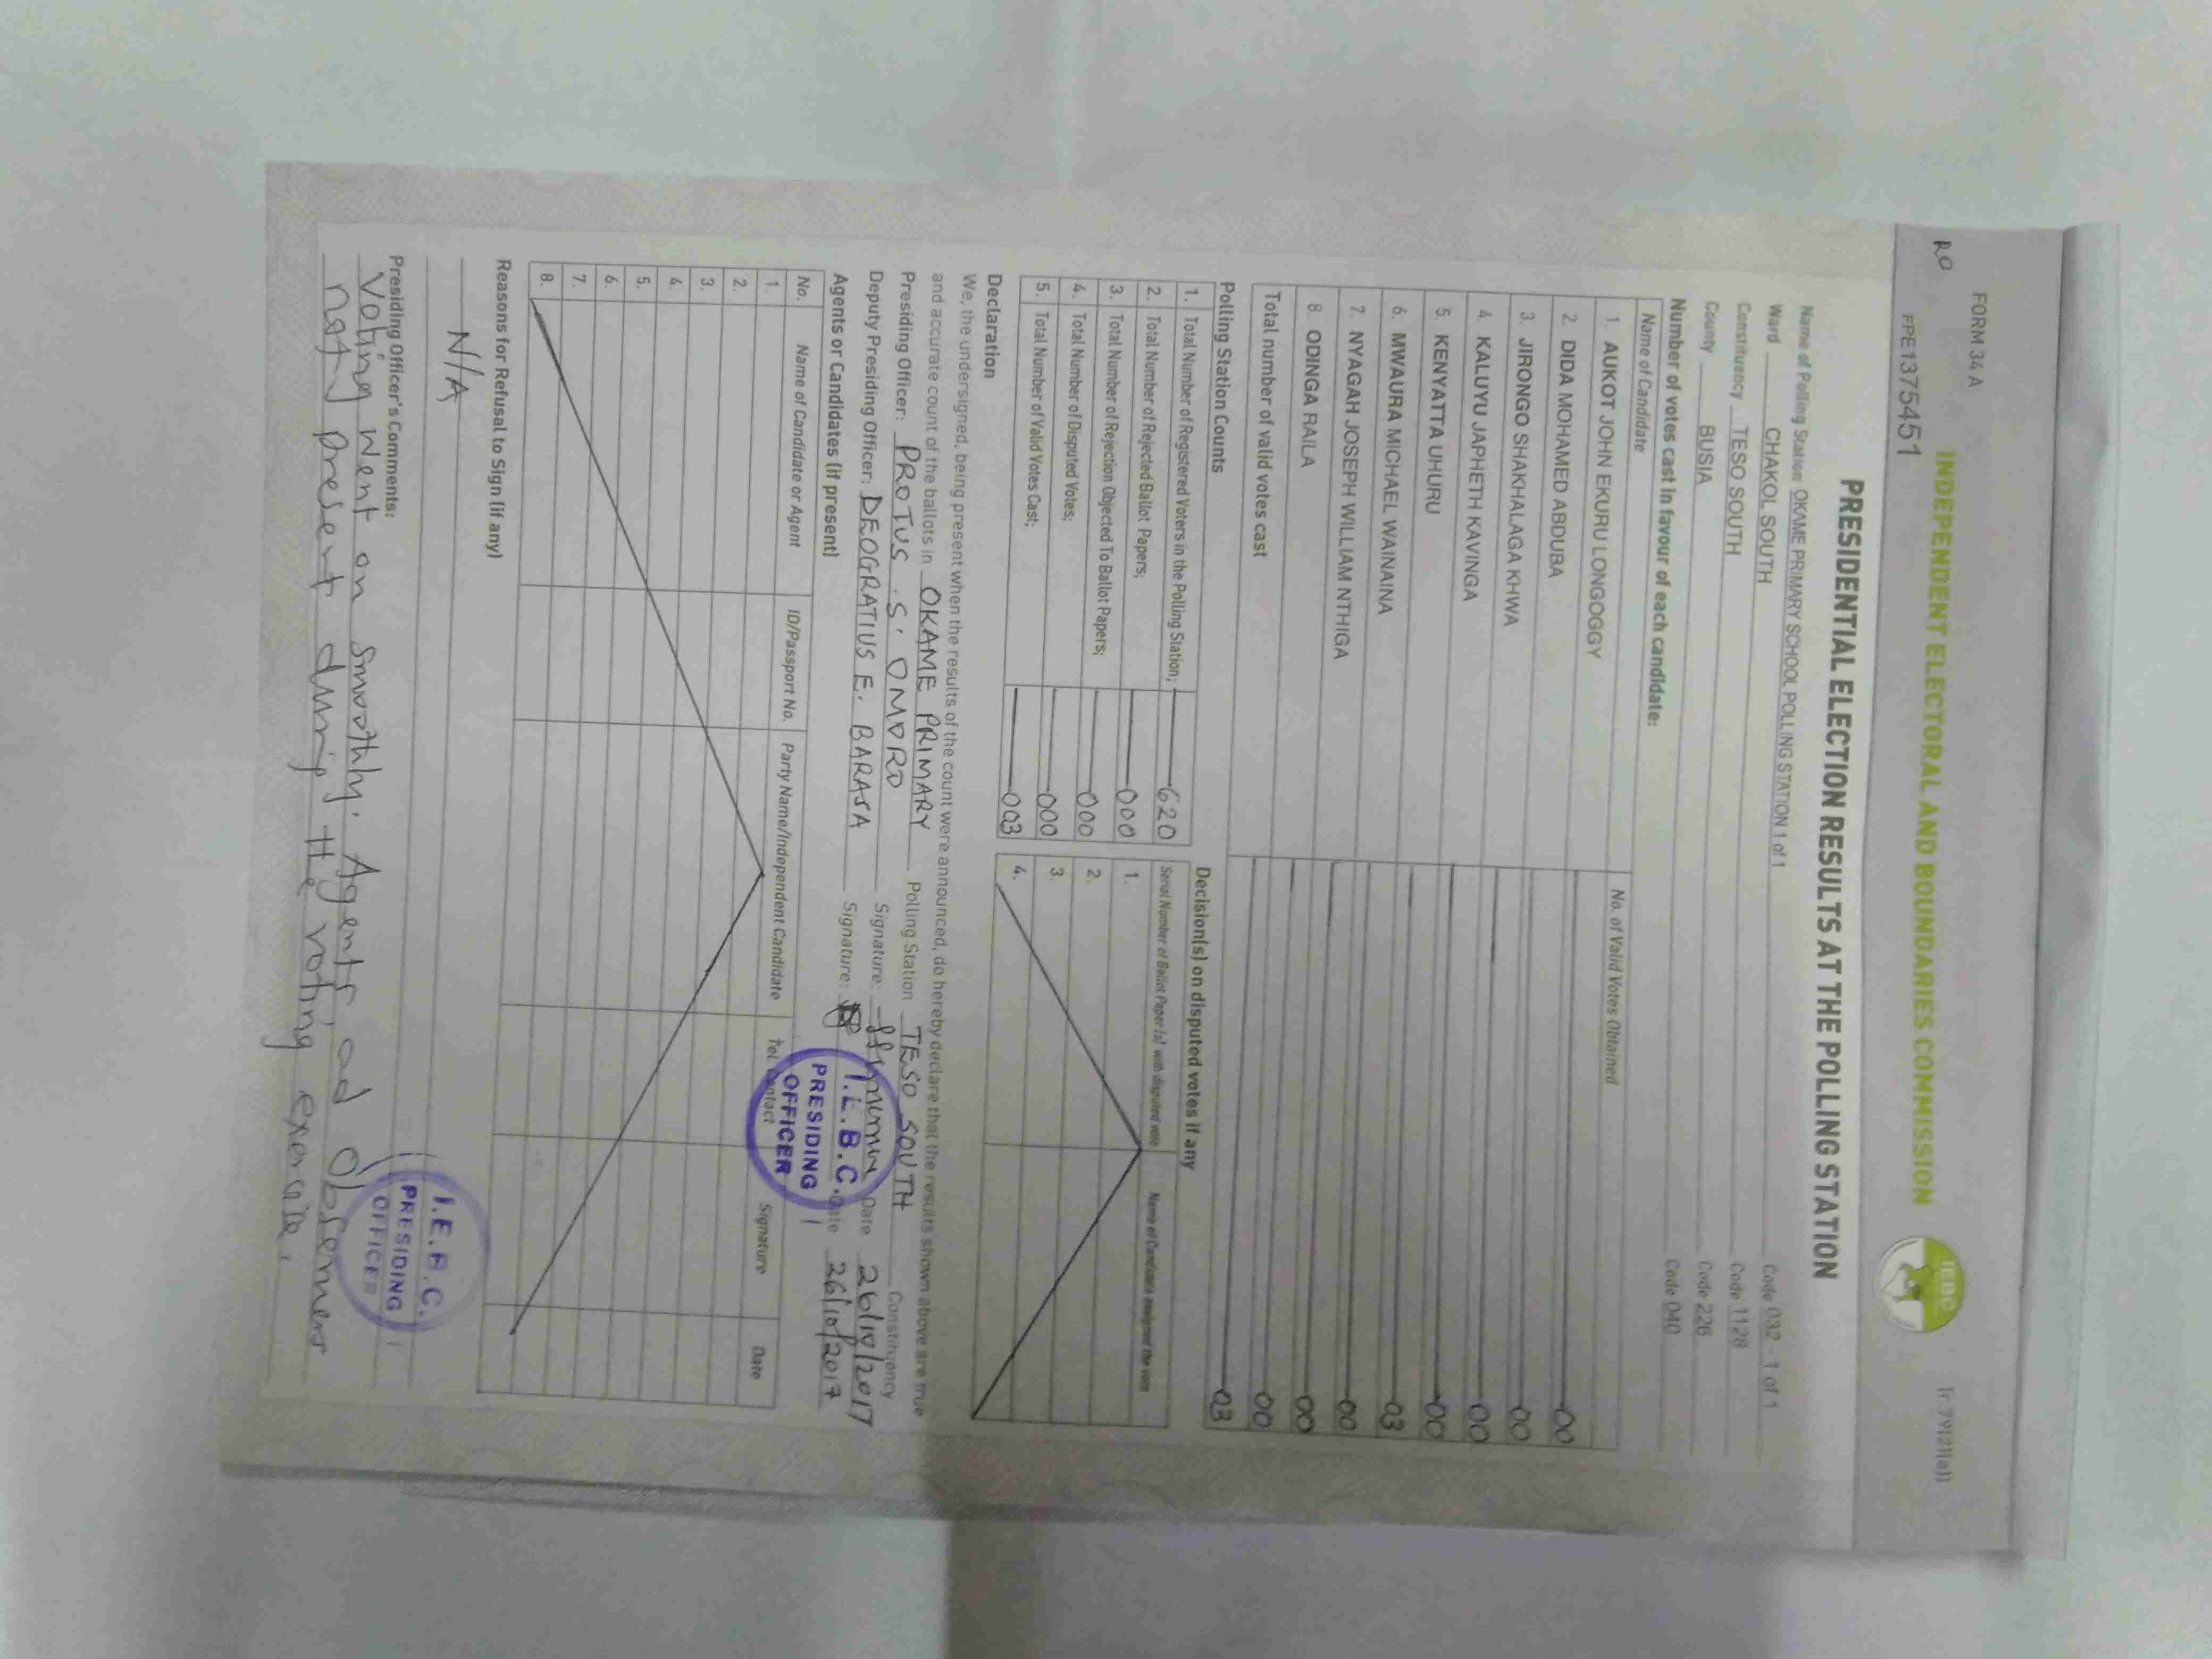 FORM 34 A
RO
FPE1375451
INDEPENDENT ELECTORAL AND BOUNDARIES COMMISSION
IEBC
PRESIDENTIAL ELECTION RESULTS AT THE POLLING STATION
Name of Polling Station OKAME PRIMARY SCHOOL POLLING STATION 1 of 1 Code 032 - 1 of 1
Ward CHAKOL SOUTH Code 1128
Constituency TESO SOUTH Code 226
County BUSIA Code 040
Number of votes cast in favour of each candidate:
Name of Candidate No. of Valid Votes Obtained
1. AUKOT JOHN EKURU LONGOGGY 00
2. DIDA MOHAMED ABDUBA 00
3. JIRONGO SHAKHALAGA KHWA 00
4. KALUYU JAPHETH KAVINGA 00
5. KENYATTA UHURU 03
6. MWAURA MICHAEL WAINAINA 00
7. NYAGAH JOSEPH WILLIAM NTHIGA 00
8. ODINGA RAILA 00
Total number of valid votes cast 03
Polling Station Counts
1. Total Number of Registered Voters in the Polling Station; 620
2. Total Number of Rejected Ballot Papers; 000
3. Total Number of Rejection Objected To Ballot Papers; 000
4. Total Number of Disputed Votes; 000
5. Total Number of Valid Votes Cast; 003
Decision(s) on disputed votes if any
Serial Number of Ballot Paper (s) with disputed vote Name of Candidate assigned the vote
1.
2.
3.
4.
Declaration
We, the undersigned, being present when the results of the count were announced, do hereby declare that the results shown above are true
and accurate count of the ballots in OKAME PRIMARY Polling Station TESO SOUTH Constituency
Presiding Officer: PROTUS .S. OMORO Signature: Date 26/10/2017
Deputy Presiding Officer: DEOGRATIUS E. BARASA Signature: Date 26/10/2017
I.E.B.C.
PRESIDING
OFFICER
Agents or Candidates (if present)
No. Name of Candidate or Agent ID/Passport No. Party Name/Independent Candidate Tel. Contact Signature Date
1.
2.
3.
4.
5.
6.
7.
8.
Reasons for Refusal to Sign (if any)
N/A
Presiding Officer's Comments:
Voting went on smoothly. Agents ad Observers
not present during the voting exercise.
I.E.B.C.
PRESIDING
OFFICER